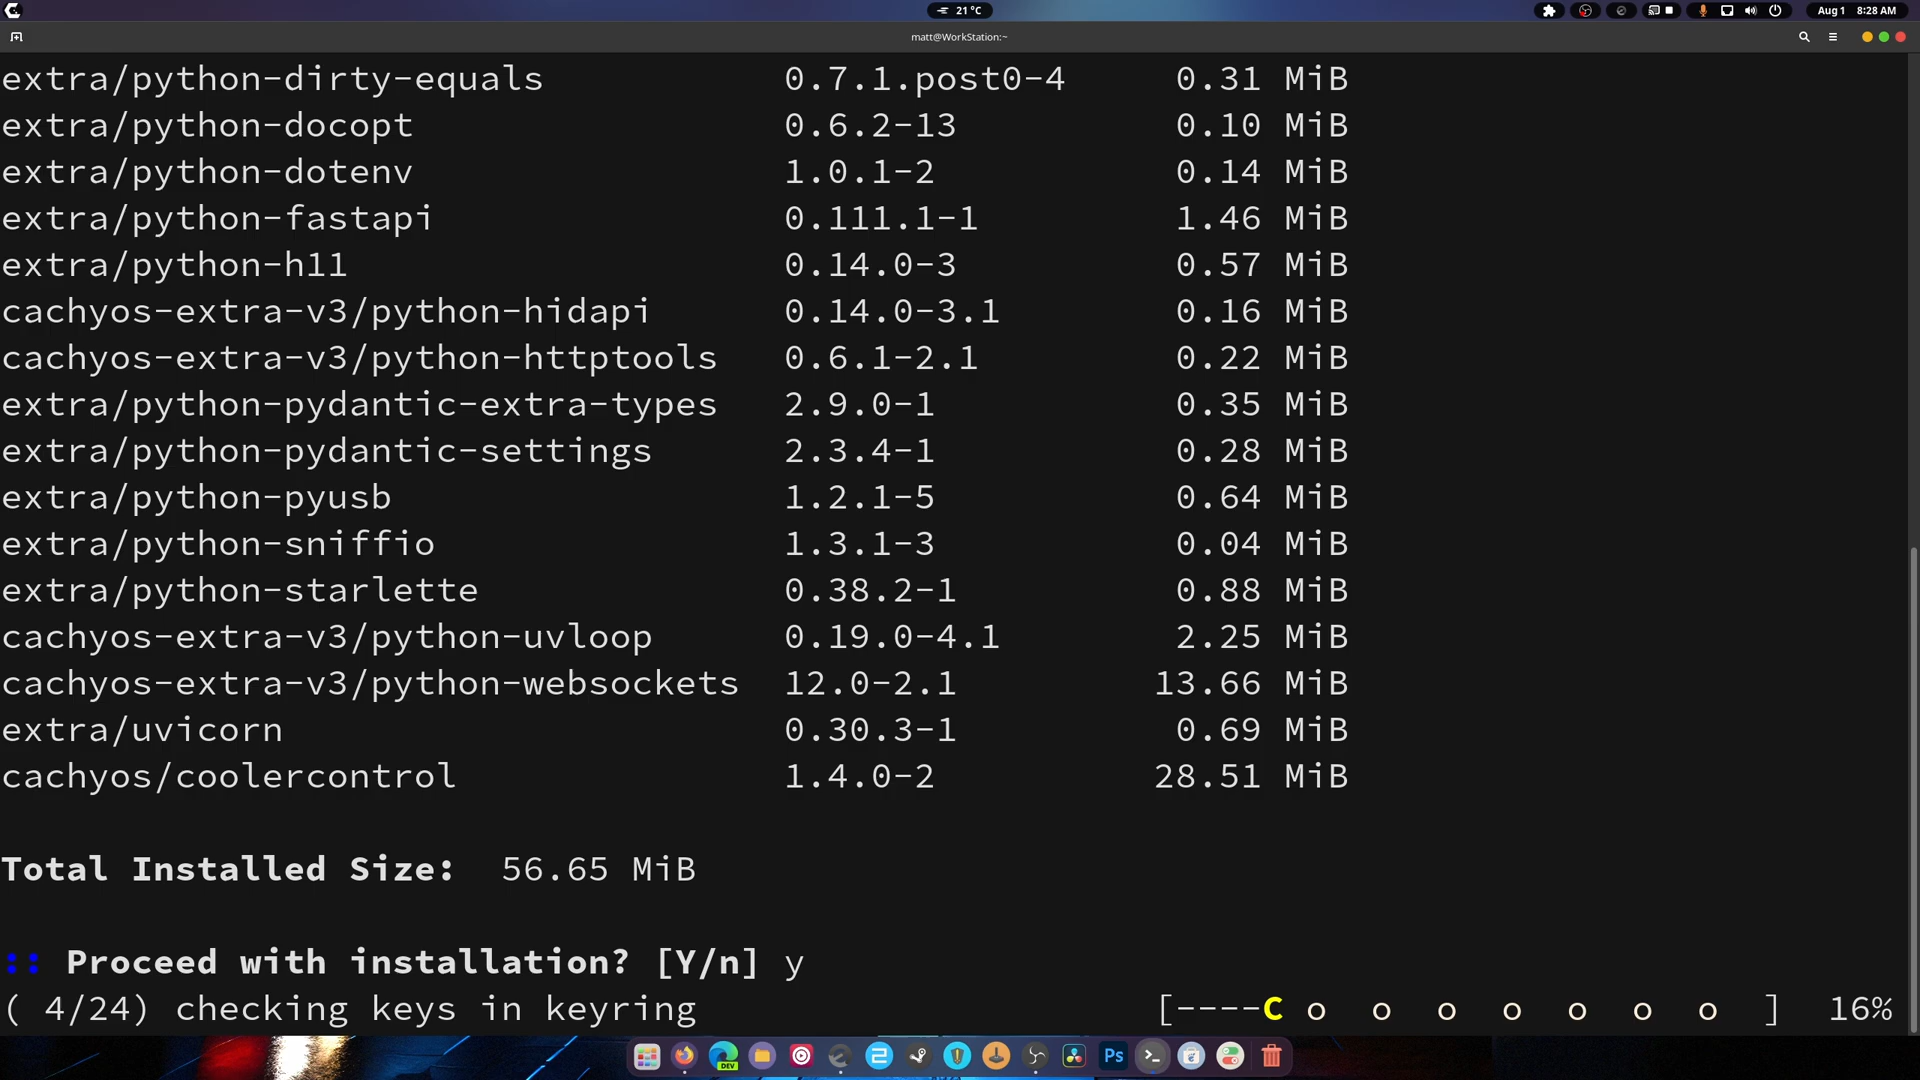 21 °C
Aug 1 8:28 AM
matt@WorkStation:~
extra/python-dirty-equals 0.7.1.post0-4 0.31 MiB
extra/python-docopt 0.6.2-13 0.10 MiB
extra/python-dotenv 1.0.1-2 0.14 MiB
extra/python-fastapi 0.111.1-1 1.46 MiB
extra/python-h11 0.14.0-3 0.57 MiB
cachyos-extra-v3/python-hidapi 0.14.0-3.1 0.16 MiB
cachyos-extra-v3/python-httptools 0.6.1-2.1 0.22 MiB
extra/python-pydantic-extra-types 2.9.0-1 0.35 MiB
extra/python-pydantic-settings 2.3.4-1 0.28 MiB
extra/python-pyusb 1.2.1-5 0.64 MiB
extra/python-sniffio 1.3.1-3 0.04 MiB
extra/python-starlette 0.38.2-1 0.88 MiB
cachyos-extra-v3/python-uvloop 0.19.0-4.1 2.25 MiB
cachyos-extra-v3/python-websockets 12.0-2.1 13.66 MiB
extra/uvicorn 0.30.3-1 0.69 MiB
cachyos/coolercontrol 1.4.0-2 28.51 MiB
Total Installed Size: 56.65 MiB
:: Proceed with installation? [Y/n] y
( 4/24) checking keys in keyring [----C o o o o o o o ] 16%
DEV
Ps